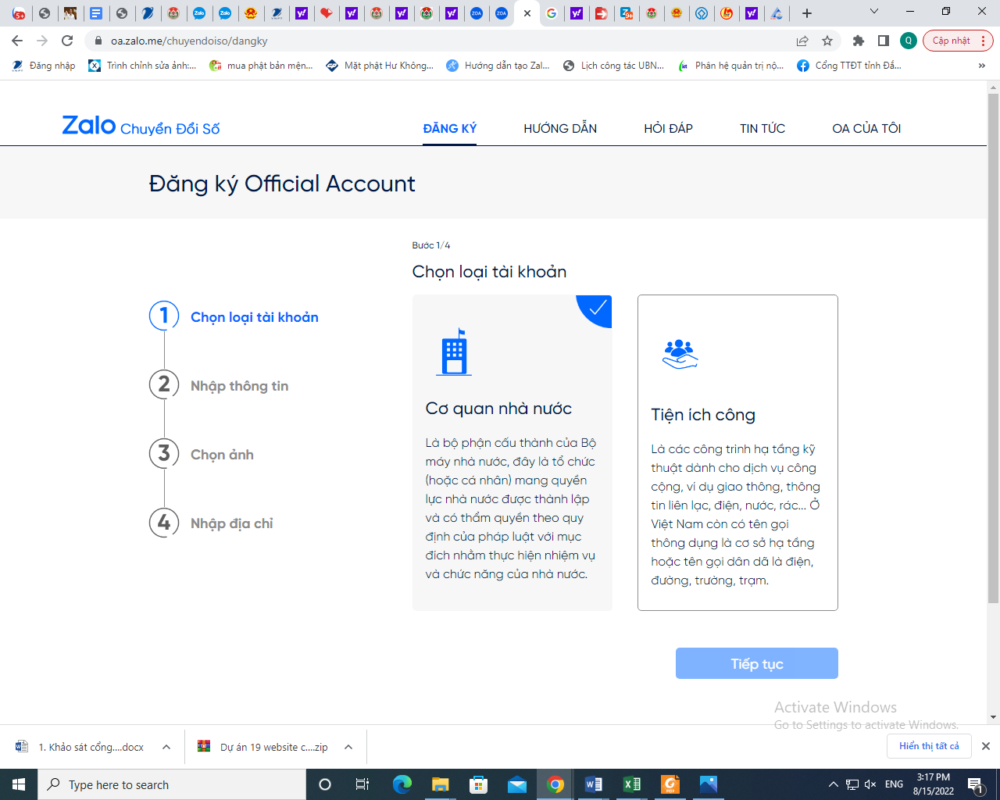 oa.zalo.me/chuyendoiso/dangky
Cập nhật
Đăng nhập
Trình chỉnh sửa ảnh:...
mua phật bản mện...
Mặt phật Hư Không...
Hướng dẫn tạo Zal...
Lịch công tác UBN...
Phân hệ quản trị nộ...
Cổng TTĐT tỉnh Đắ...
»
Zalo Chuyển Đổi Số
ĐĂNG KÝ
HƯỚNG DẪN
HỎI ĐÁP
TIN TỨC
OA CỦA TÔI
Đăng ký Official Account
Bước 1/4
Chọn loại tài khoản
1 Chọn loại tài khoản
2 Nhập thông tin
3 Chọn ảnh
4 Nhập địa chỉ
Cơ quan nhà nước
Là bộ phận cấu thành của Bộ
máy nhà nước, đây là tổ chức
(hoặc cá nhân) mang quyền
lực nhà nước được thành lập
và có thẩm quyền theo quy
định của pháp luật với mục
đích nhằm thực hiện nhiệm vụ
và chức năng của nhà nước.
Tiện ích công
Là các công trình hạ tầng kỹ
thuật dành cho dịch vụ công
cộng, ví dụ giao thông, thông
tin liên lạc, điện, nước, rác... Ở
Việt Nam còn có tên gọi
thông dụng là cơ sở hạ tầng
hoặc tên gọi dân dã là điện,
đường, trường, trạm.
Tiếp tục
Activate Windows
Go to Settings to activate Windows.
1. Khảo sát cổng....docx
Dự án 19 website c....zip
Hiển thị tất cả
Type here to search
ENG
3:17 PM
8/15/2022
1